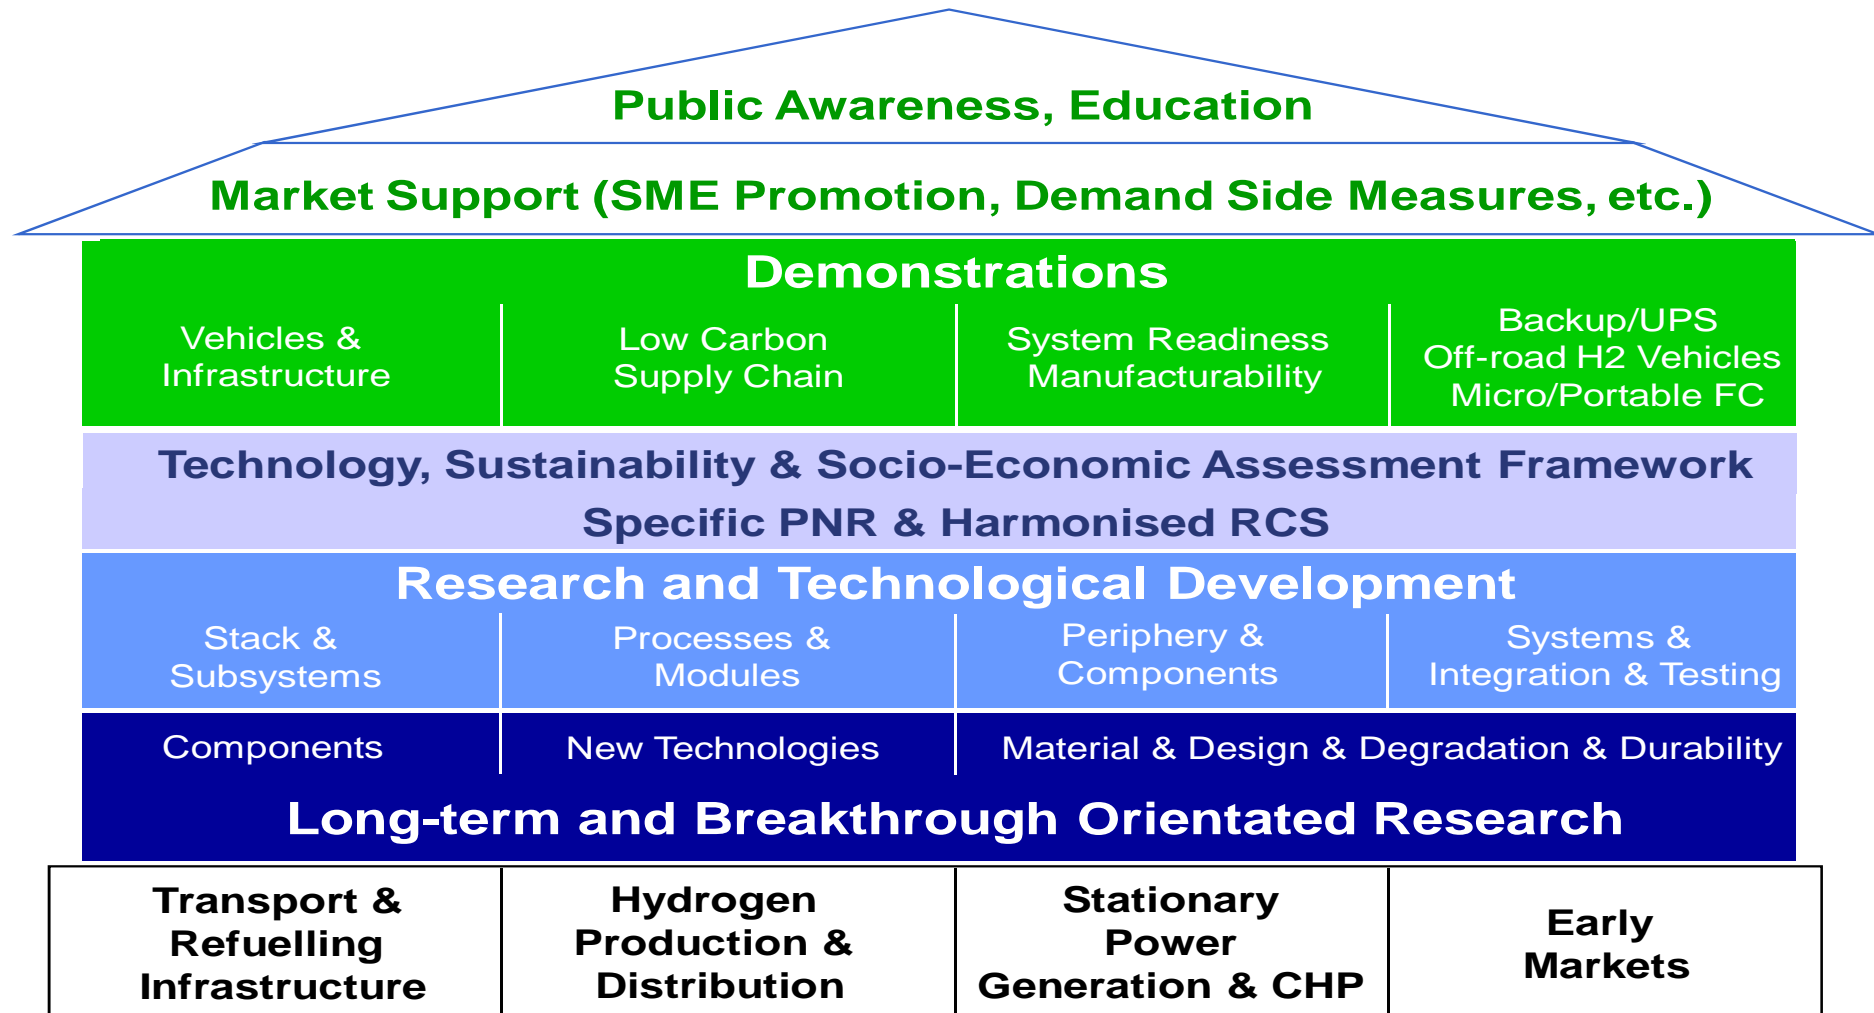 Public Awareness, Education
Market Support (SME Promotion, Demand Side Measures, etc.)
Demonstrations
Vehicles &
Infrastructure
Low Carbon
Supply Chain
System Readiness
Manufacturability
Backup/UPS
Off-road H2 Vehicles
Micro/Portable FC
Technology, Sustainability & Socio-Economic Assessment Framework
Specific PNR & Harmonised RCS
Research and Technological Development
Stack &
Subsystems
Processes &
Modules
Periphery &
Components
Systems &
Integration & Testing
Components
New Technologies
Material & Design & Degradation & Durability
Long-term and Breakthrough Orientated Research
Transport &
Refuelling
Infrastructure
Hydrogen
Production &
Distribution
Stationary
Power
Generation & CHP
Early
Markets